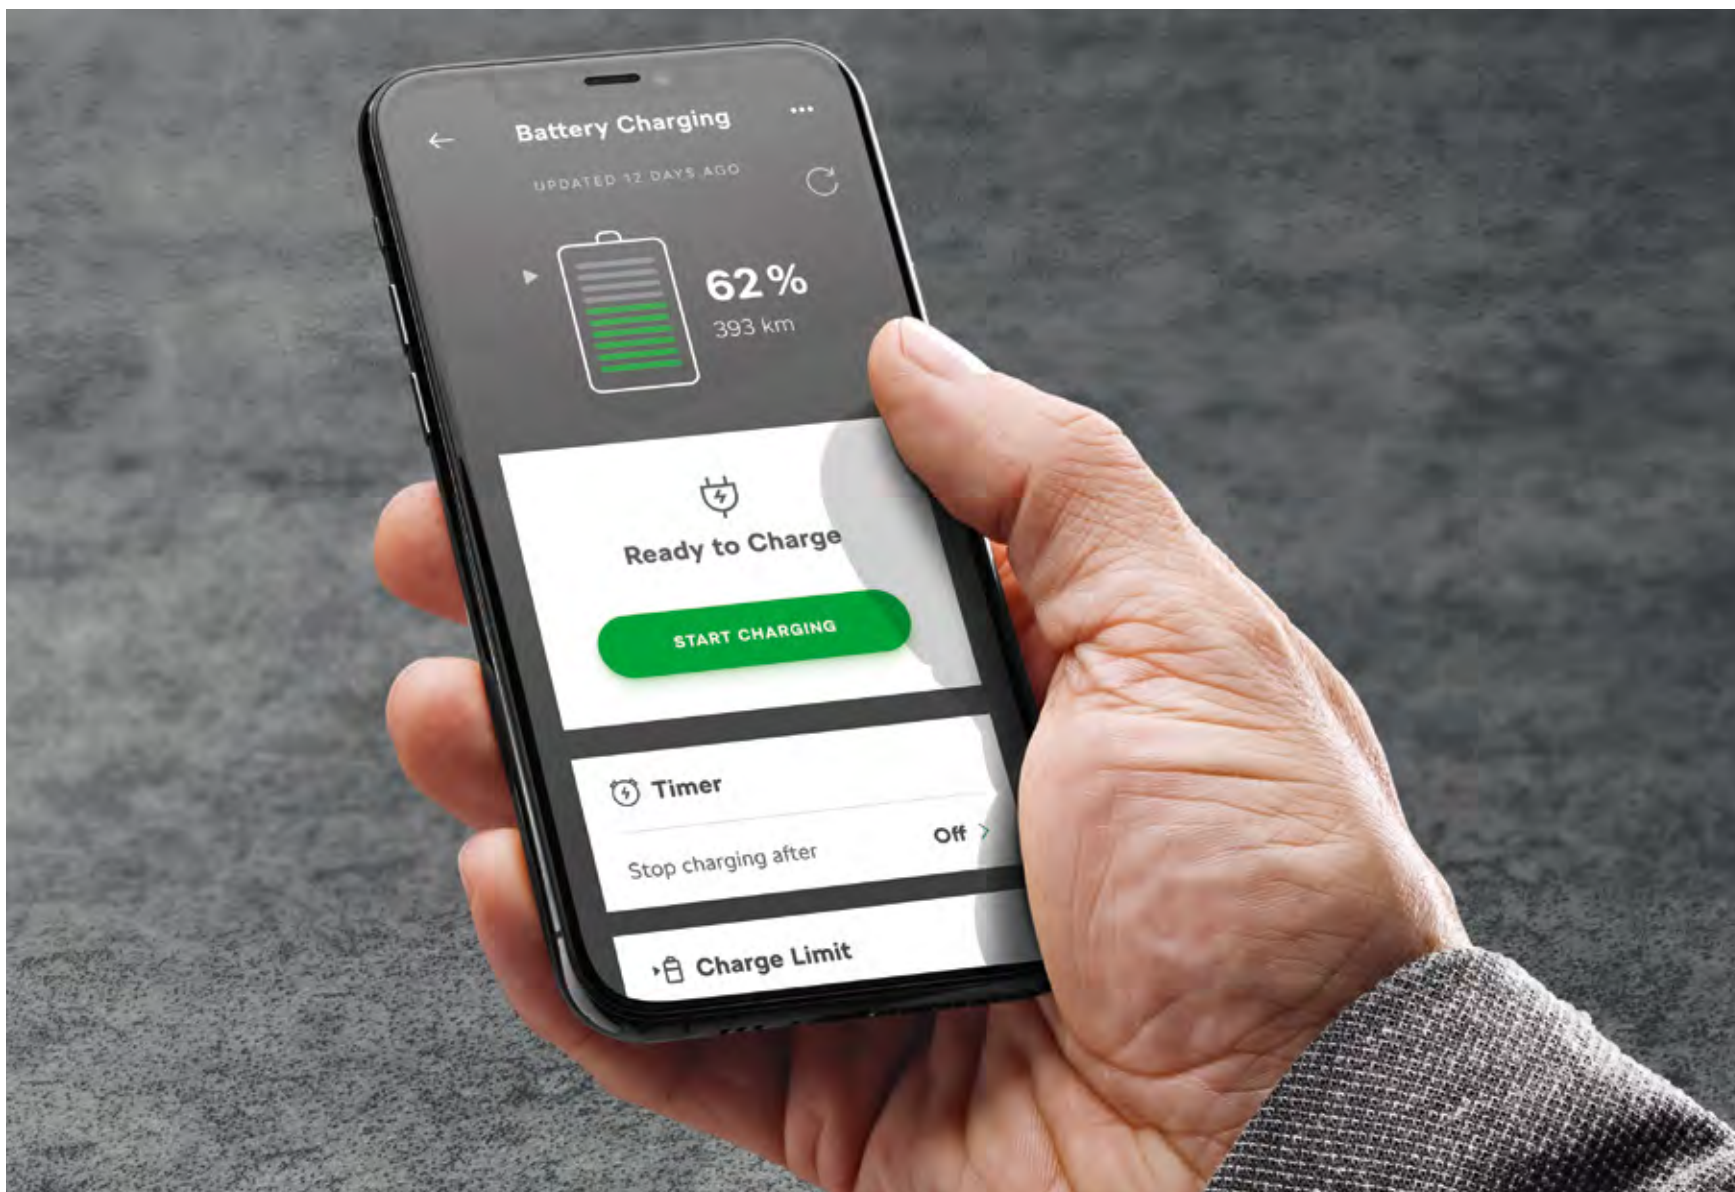 Battery Charging
UPDATED 12 DAYS AGO
62%
393 km
Ready to Charge
START CHARGING
Timer
Stop charging after Off
Charge Limit